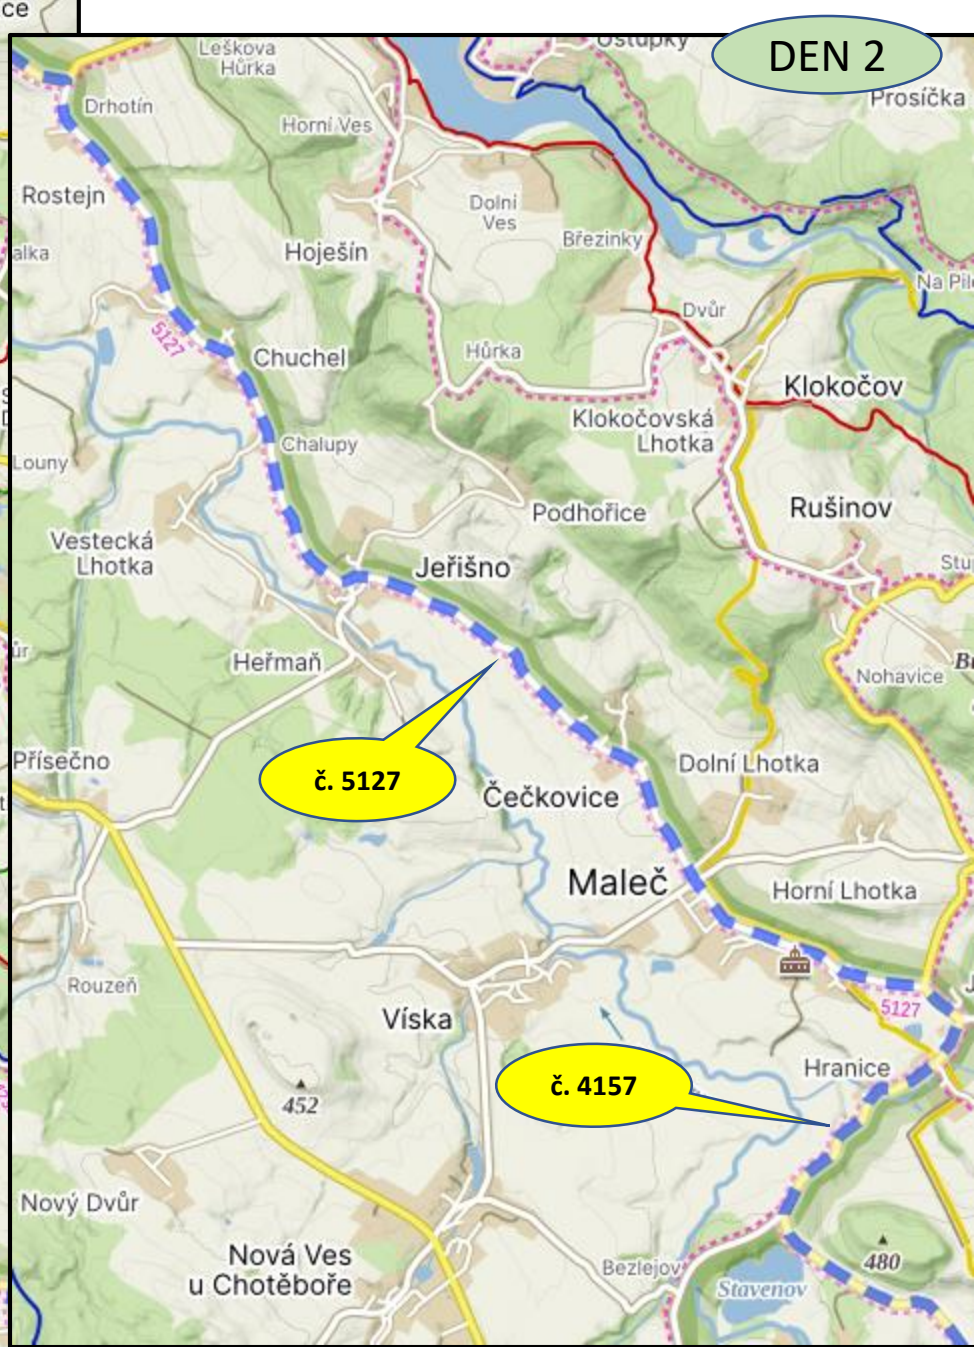 ce
DEN 2
Leškova
Hůrka
Ostupky
Prosíčka
Drhotín
Horní Ves
Rostejn
Dolní
Ves
Březinky
Hoješín
alka
Na Pil
Dvůr
5127
Chuchel
Hůrka
Klokočov
Klokočovská
Lhotka
Chalupy
Louny
Podhořice
Rušinov
Vestecká
Lhotka
Jeřišno
Stu
ůr
Heřmaň
Nohavice
Přísečno
Dolní Lhotka
č. 5127
Čečkovice
Maleč
Horní Lhotka
Rouzeň
J
5127
Víska
Hranice
č. 4157
452
Nový Dvůr
Nová Ves
u Chotěboře
Bezlejov
480
Stavenov